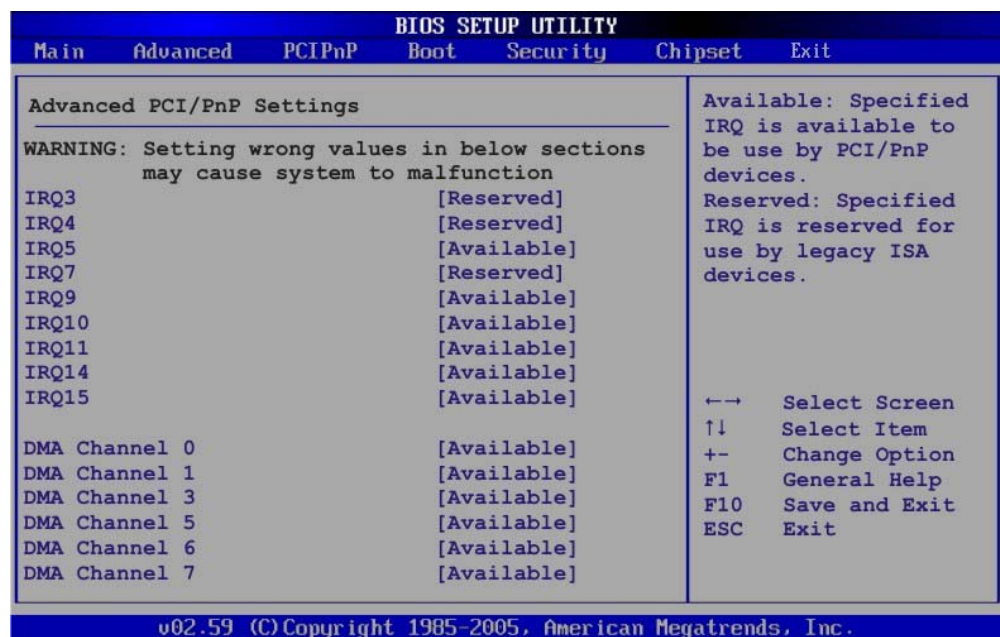 BIOS SETUP UTILITY
Main Advanced PCIPnP Boot Security Chipset Exit
Advanced PCI/PnP Settings
WARNING: Setting wrong values in below sections
may cause system to malfunction
IRQ3 [Reserved]
IRQ4 [Reserved]
IRQ5 [Available]
IRQ7 [Reserved]
IRQ9 [Available]
IRQ10 [Available]
IRQ11 [Available]
IRQ14 [Available]
IRQ15 [Available]
DMA Channel 0 [Available]
DMA Channel 1 [Available]
DMA Channel 3 [Available]
DMA Channel 5 [Available]
DMA Channel 6 [Available]
DMA Channel 7 [Available]
Available: Specified
IRQ is available to
be use by PCI/PnP
devices.
Reserved: Specified
IRQ is reserved for
use by legacy ISA
devices.
←→ Select Screen
↑↓ Select Item
+- Change Option
F1 General Help
F10 Save and Exit
ESC Exit
v02.59 (C)Copyright 1985-2005, American Megatrends, Inc.